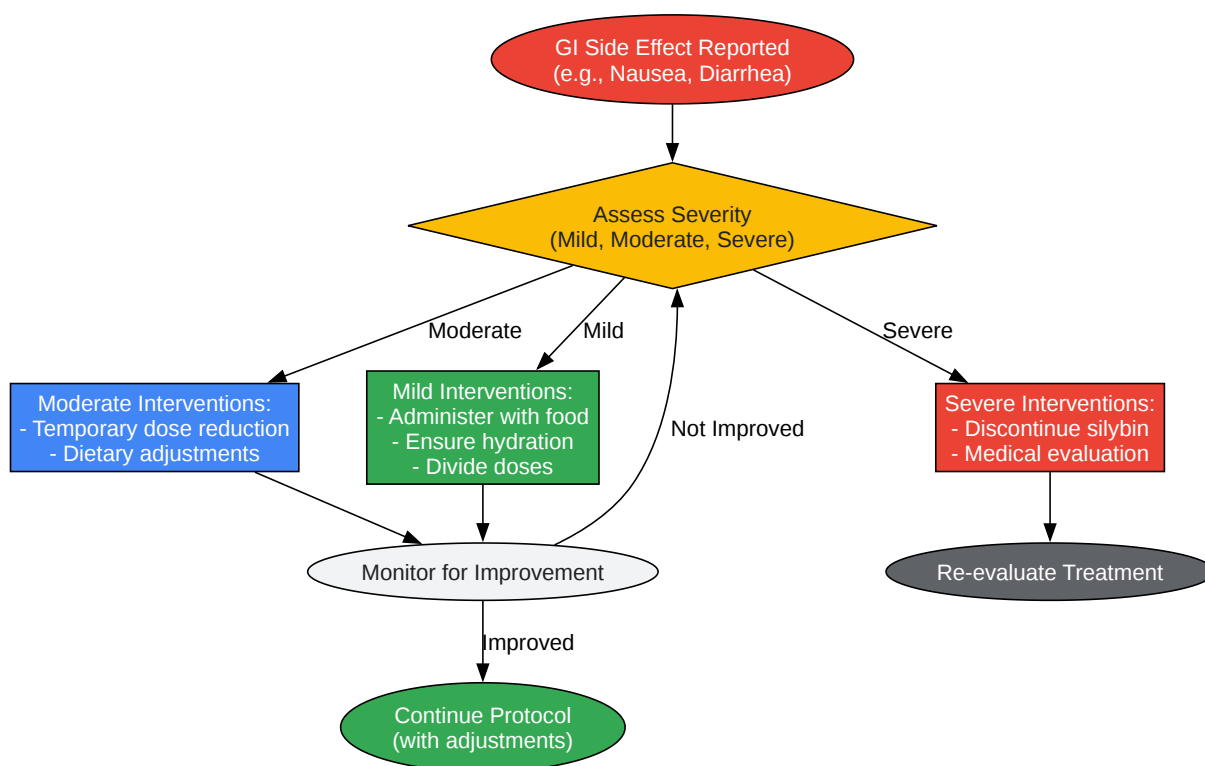 GI Side Effect Reported
(e.g., Nausea, Diarrhea)
Assess Severity
(Mild, Moderate, Severe)
Moderate
Mild
Severe
Moderate Interventions:
- Temporary dose reduction
- Dietary adjustments
Mild Interventions:
- Administer with food
- Ensure hydration
- Divide doses
Not Improved
Severe Interventions:
- Discontinue silybin
- Medical evaluation
Monitor for Improvement
Re-evaluate Treatment
Improved
Continue Protocol
(with adjustments)